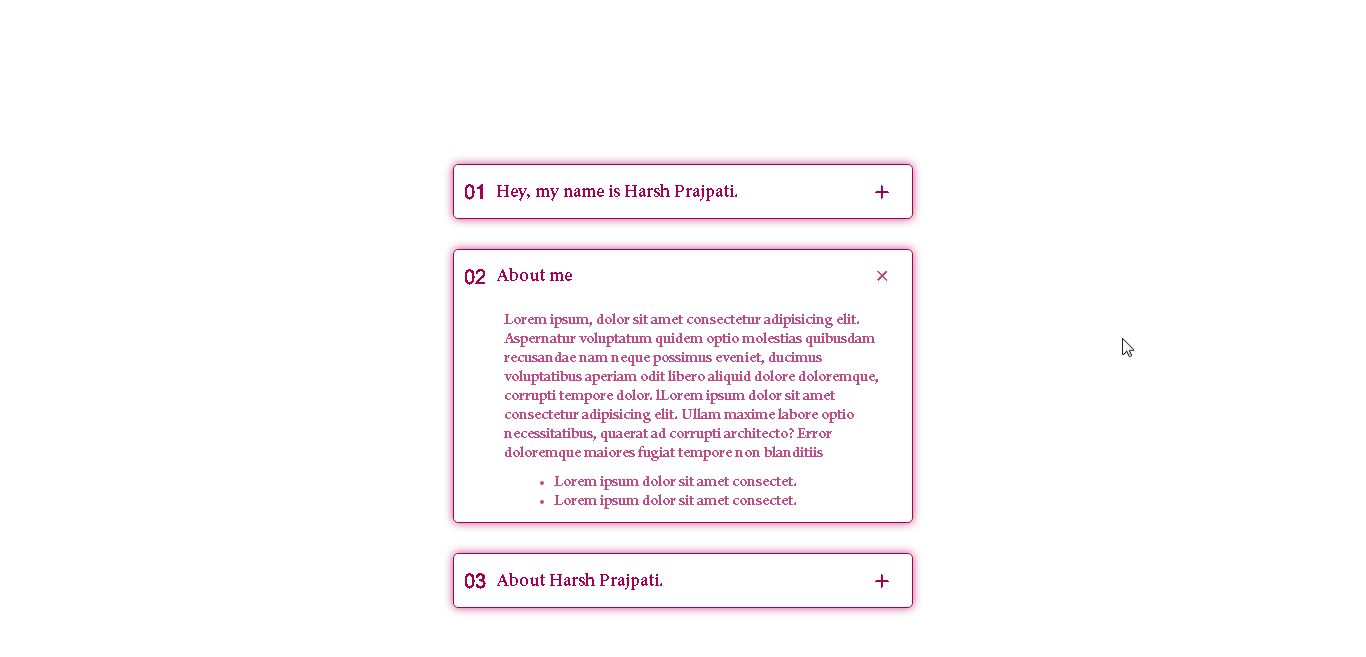 01 Hey, my name is Harsh Prajpati. +
02 About me ×
Lorem ipsum, dolor sit amet consectetur adipisicing elit.
Aspernatur voluptatum quidem optio molestias quibusdam
recusandae nam neque possimus eveniet, ducimus
voluptatibus aperiam odit libero aliquid dolore doloremque,
corrupti tempore dolor. lLorem ipsum dolor sit amet
consectetur adipisicing elit. Ullam maxime labore optio
necessitatibus, quaerat ad corrupti architecto? Error
doloremque maiores fugiat tempore non blanditiis
• Lorem ipsum dolor sit amet consectet.
• Lorem ipsum dolor sit amet consectet.
03 About Harsh Prajpati. +